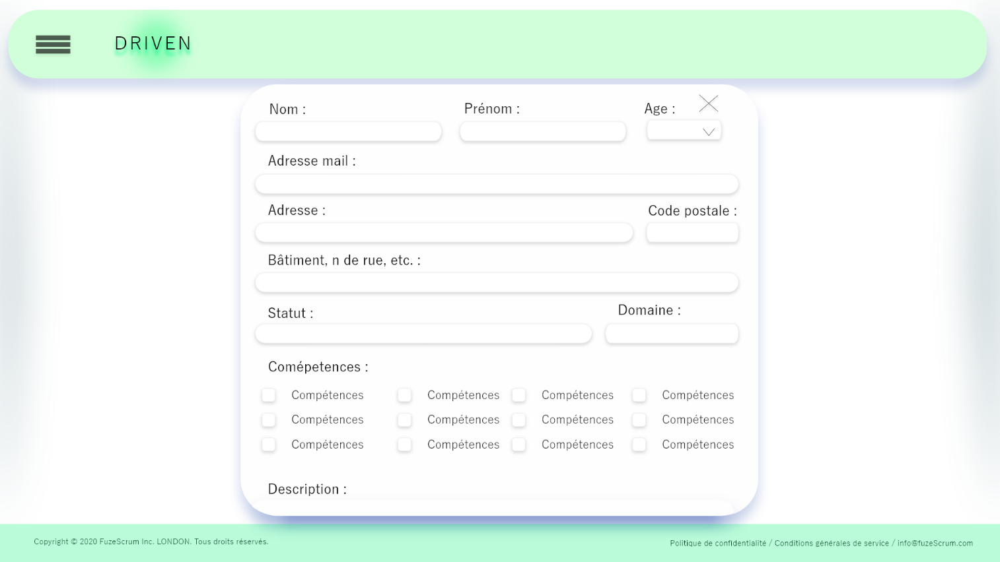 DRIVEN
Nom :
Prénom :
Age :
Adresse mail :
Adresse :
Code postale :
Bâtiment, n de rue, etc. :
Statut :
Domaine :
Comépetences :
Compétences Compétences Compétences Compétences
Compétences Compétences Compétences Compétences
Compétences Compétences Compétences Compétences
Description :
Copyright © 2020 FuzeScrum Inc. LONDON. Tous droits réservés.
Politique de confidentialité / Conditions générales de service / info@fuzeScrum.com